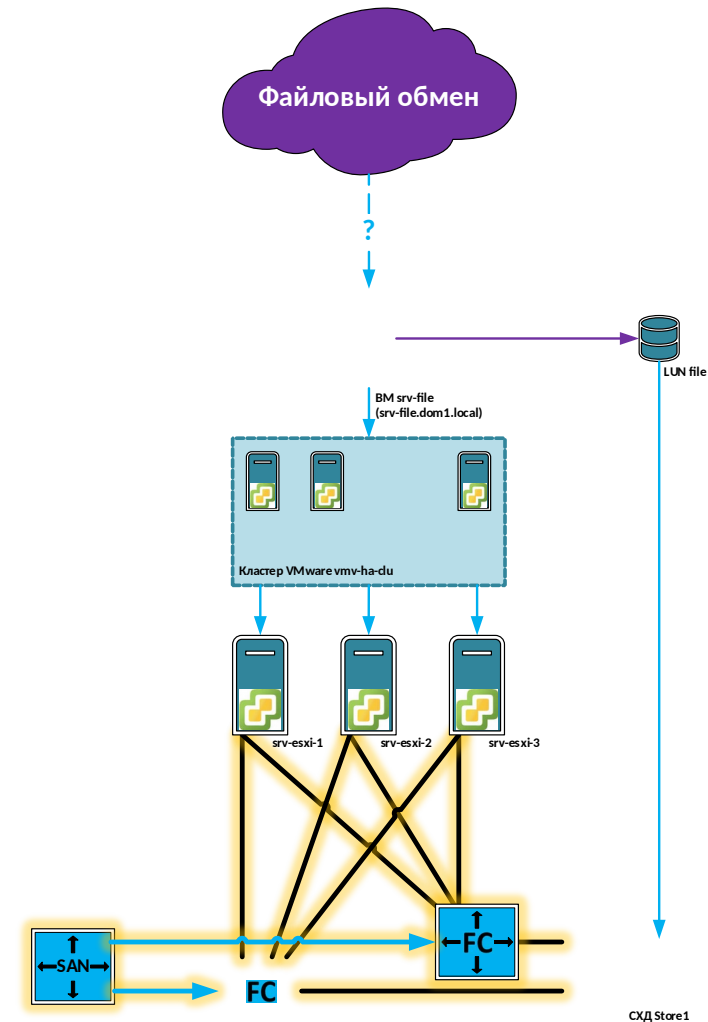 Файловый обмен
?
LUN file
ВМ srv-file
(srv-file.dom1.local)
Кластер VMware vmv-ha-clu
srv-esxi-1
srv-esxi-2
srv-esxi-3
FC
SAN
FC
СХД Store1